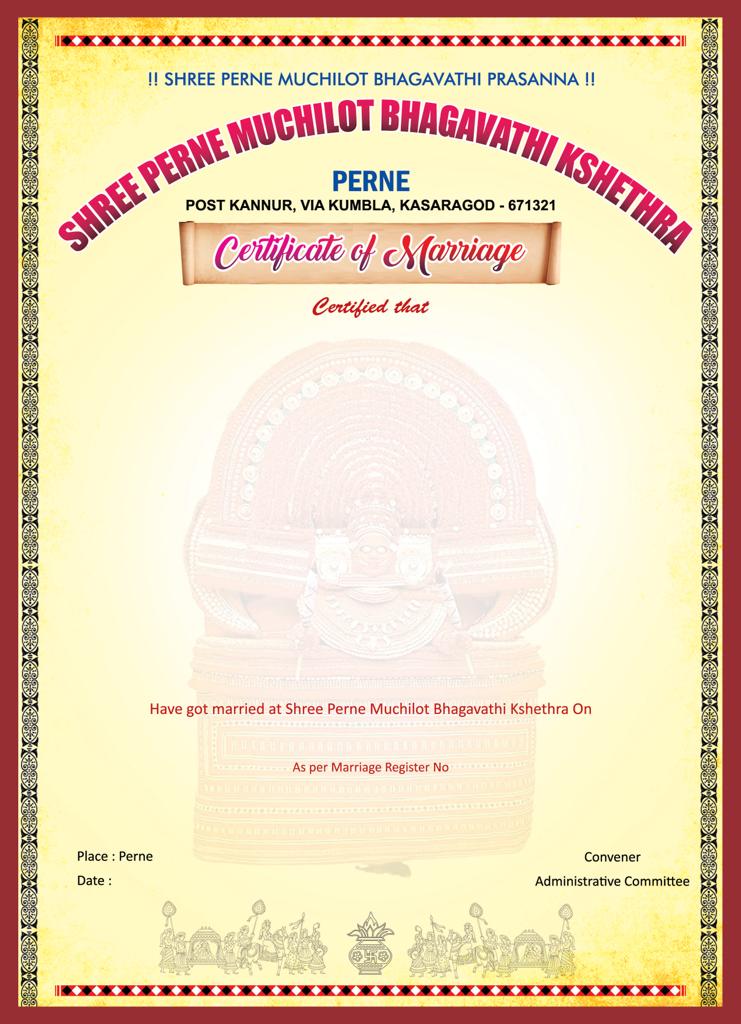 !! SHREE PERNE MUCHILOT BHAGAVATHI PRASANNA !!
SHREE PERNE MUCHILOT BHAGAVATHI KSHETHRA
PERNE
POST KANNUR, VIA KUMBLA, KASARAGOD - 671321
Certificate of Marriage
Certified that
Have got married at Shree Perne Muchilot Bhagavathi Kshethra On
As per Marriage Register No
Place : Perne
Date :
Convener
Administrative Committee